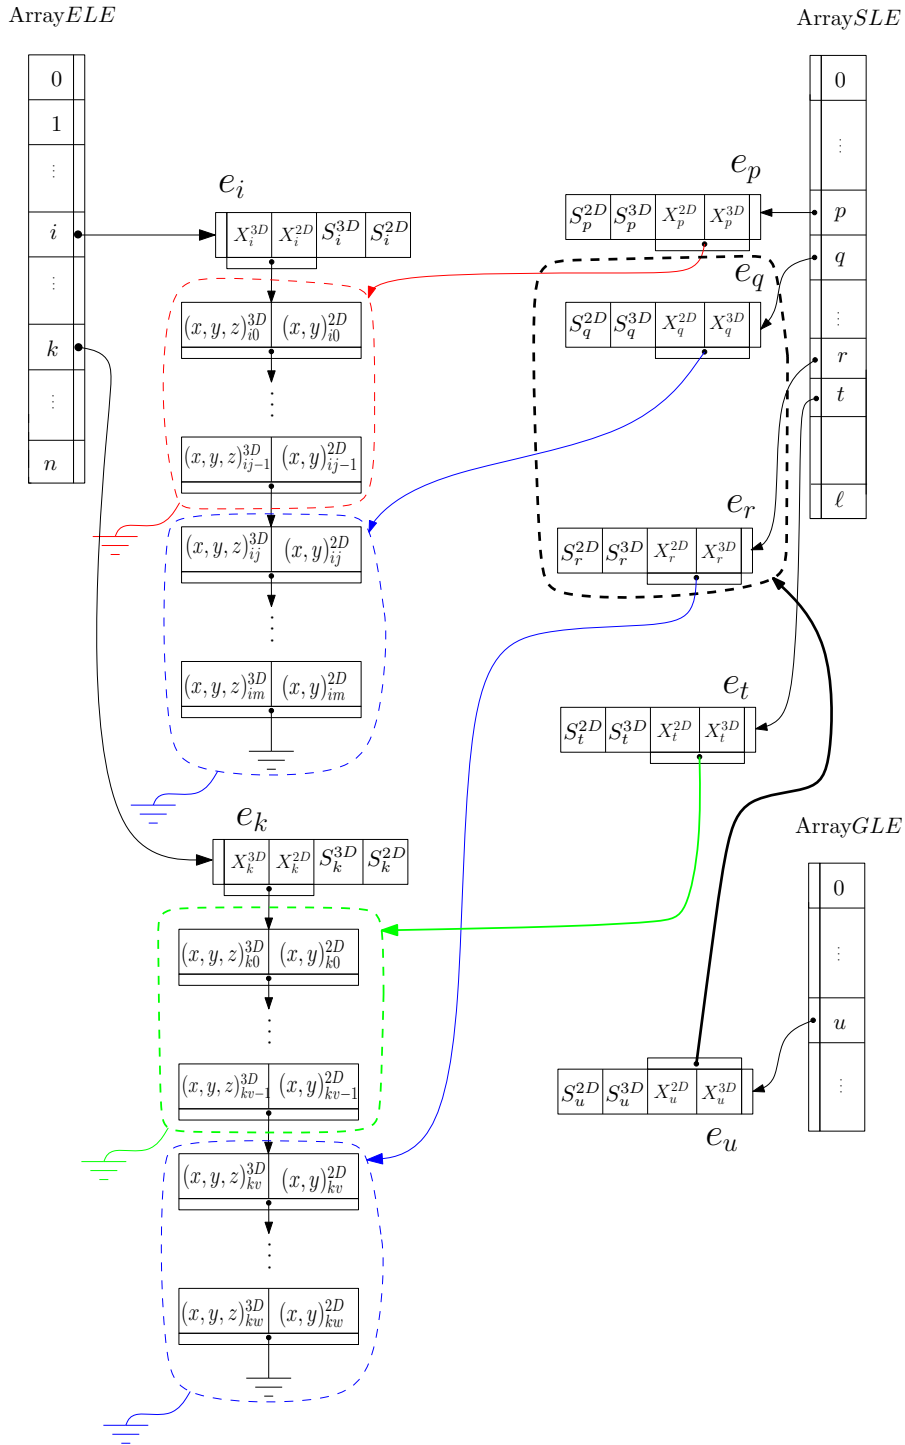 ArrayELE
0
1
⋮
i
⋮
k
⋮
n
e_i
X_i^{3D} X_i^{2D} S_i^{3D} S_i^{2D}
(x, y, z)_{i0}^{3D} (x, y)_{i0}^{2D}
⋮
(x, y, z)_{ij−1}^{3D} (x, y)_{ij−1}^{2D}
(x, y, z)_{ij}^{3D} (x, y)_{ij}^{2D}
⋮
(x, y, z)_{im}^{3D} (x, y)_{im}^{2D}
e_k
X_k^{3D} X_k^{2D} S_k^{3D} S_k^{2D}
(x, y, z)_{k0}^{3D} (x, y)_{k0}^{2D}
⋮
(x, y, z)_{kv−1}^{3D} (x, y)_{kv−1}^{2D}
(x, y, z)_{kv}^{3D} (x, y)_{kv}^{2D}
⋮
(x, y, z)_{kw}^{3D} (x, y)_{kw}^{2D}
ArraySLE
0
⋮
p
q
⋮
r
t
ℓ
e_p
S_p^{2D} S_p^{3D} X_p^{2D} X_p^{3D}
e_q
S_q^{2D} S_q^{3D} X_q^{2D} X_q^{3D}
e_r
S_r^{2D} S_r^{3D} X_r^{2D} X_r^{3D}
e_t
S_t^{2D} S_t^{3D} X_t^{2D} X_t^{3D}
ArrayGLE
0
⋮
u
⋮
S_u^{2D} S_u^{3D} X_u^{2D} X_u^{3D}
e_u